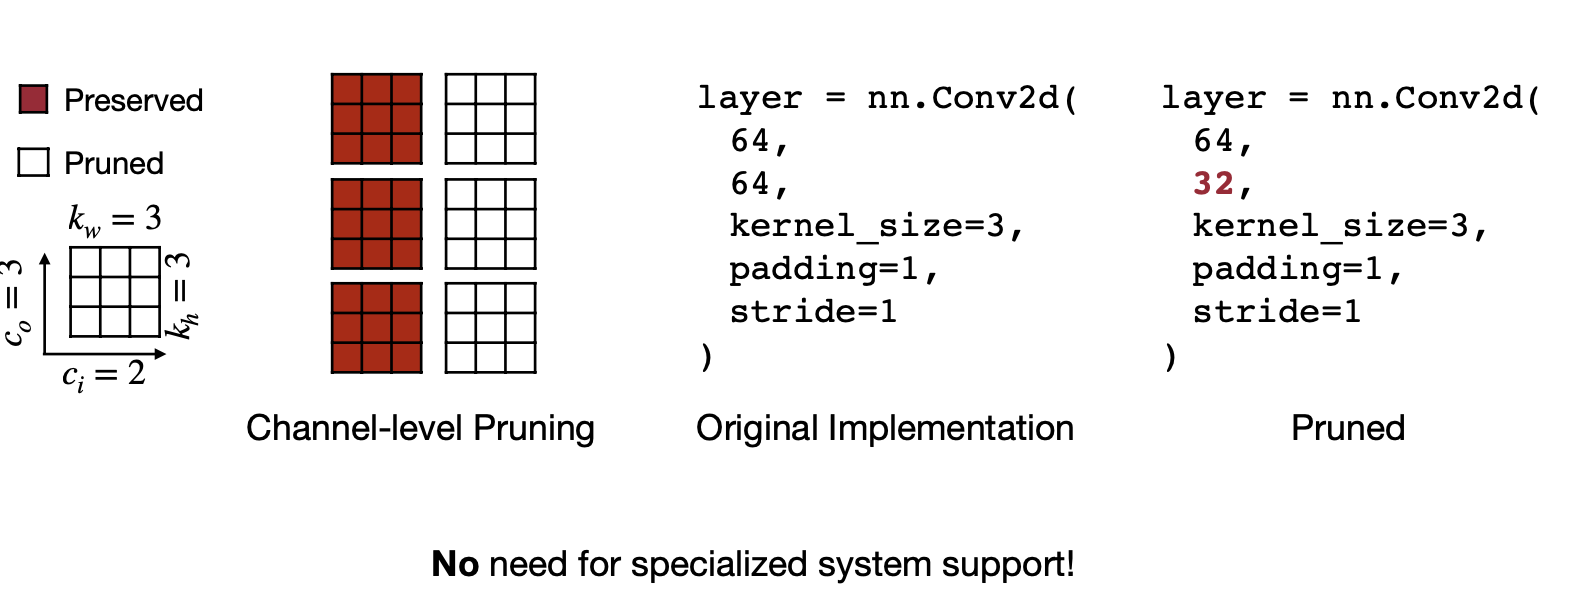 Preserved
Pruned
k_w = 3
c_o = 3
k_h = 3
c_i = 2
Channel-level Pruning
layer = nn.Conv2d(
64,
64,
kernel_size=3,
padding=1,
stride=1
)
Original Implementation
layer = nn.Conv2d(
64,
32,
kernel_size=3,
padding=1,
stride=1
)
Pruned
No need for specialized system support!